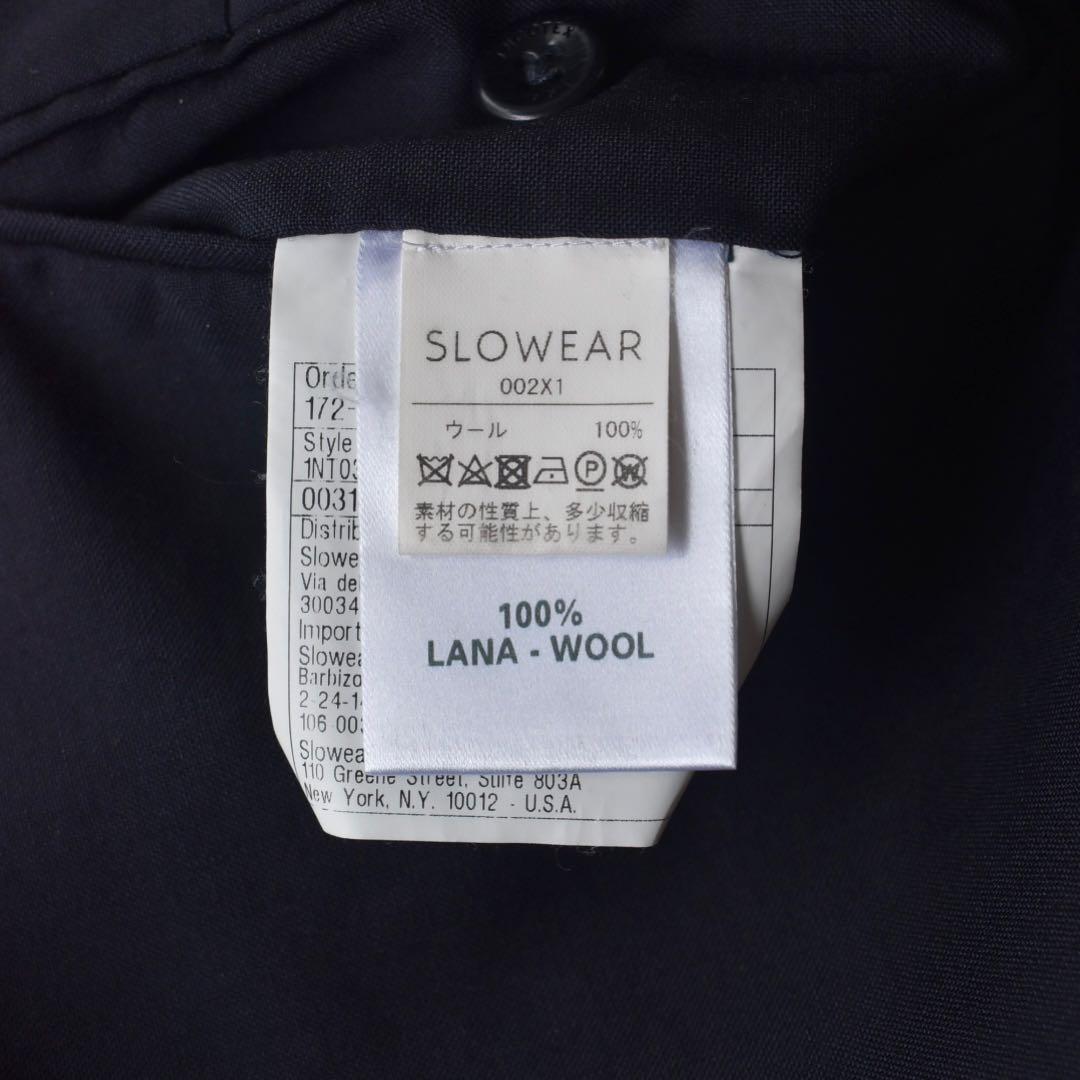 SLOWEAR
002X1
ウール 100%
素材の性質上、多少収縮
する可能性があります。
100%
LANA - WOOL
Orde
172-
Style
1NT03
0031
Distrib
Slowe
Via de
30034
Import
Slowea
Barbizo
2-24-1
106 003
Slowea
110 Greene Street, Suite 803A
New York, N.Y. 10012 - U.S.A.